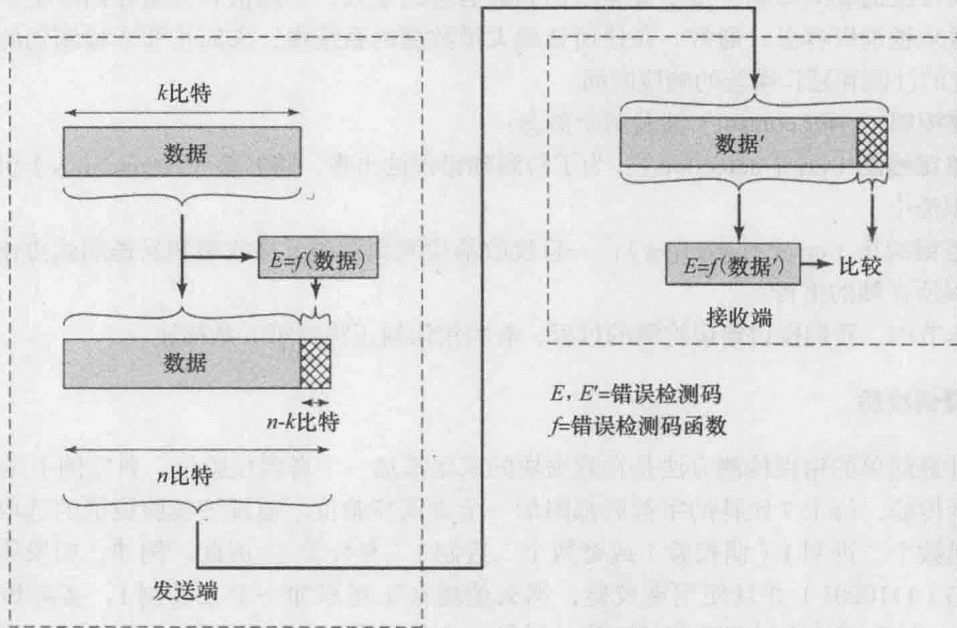 k比特
数据
E=f(数据)
数据
n-k比特
n比特
发送端
数据′
E=f(数据′)
比较
接收端
E, E′=错误检测码
f=错误检测码函数